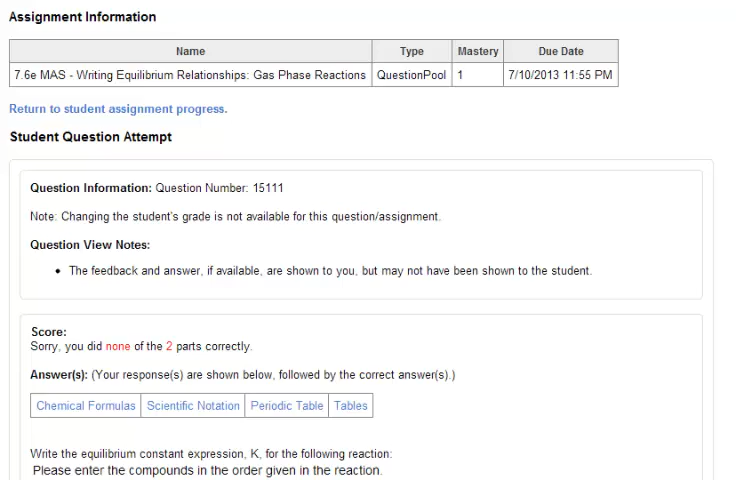 Assignment Information
Name Type Mastery Due Date
7.6e MAS - Writing Equilibrium Relationships: Gas Phase Reactions QuestionPool 1 7/10/2013 11:55 PM
Return to student assignment progress.
Student Question Attempt
Question Information: Question Number: 15111
Note: Changing the student's grade is not available for this question/assignment.
Question View Notes:
• The feedback and answer, if available, are shown to you, but may not have been shown to the student.
Score:
Sorry, you did none of the 2 parts correctly.
Answer(s): (Your response(s) are shown below, followed by the correct answer(s).)
Chemical Formulas Scientific Notation Periodic Table Tables
Write the equilibrium constant expression, K, for the following reaction:
Please enter the compounds in the order given in the reaction.